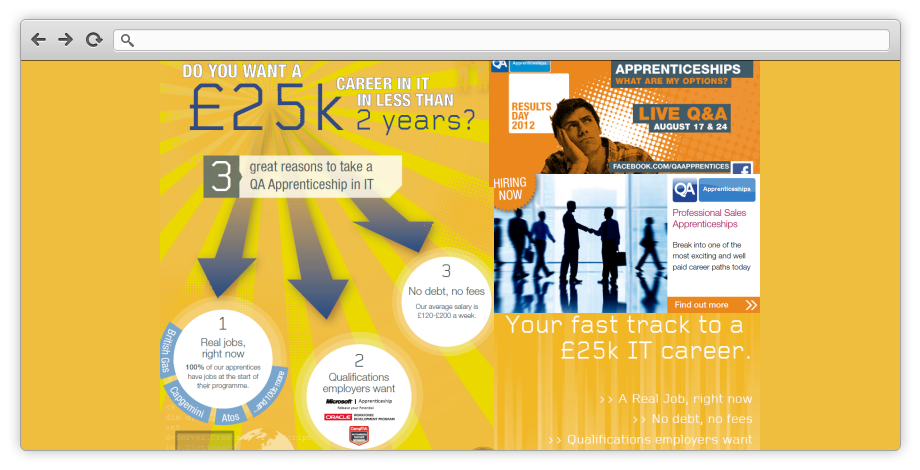 DO YOU WANT A
£25k
CAREER IN IT
IN LESS THAN
2 years?
3
great reasons to take a
QA Apprenticeship in IT
1
Real jobs,
right now
100% of our apprentices
have jobs at the start of
their programme.
British Gas
Capgemini
Atos
...and 100s more
2
Qualifications
employers want
Microsoft | Apprenticeship
Release your Potential
ORACLE WORKFORCE
DEVELOPMENT PROGRAM
CompTIA
3
No debt, no fees
Our average salary is
£120-£200 a week.
QA Apprenticeships
APPRENTICESHIPS
WHAT ARE MY OPTIONS?
RESULTS
DAY
2012
LIVE Q&A
AUGUST 17 & 24
FACEBOOK.COM/QAAPPRENTICES
f
HIRING
NOW
QA Apprenticeships
Professional Sales
Apprenticeships
Break into one of the
most exciting and well
paid career paths today
Find out more
Your fast track to a
£25k IT career.
>> A Real Job, right now
>> No debt, no fees
>> Qualifications employers want